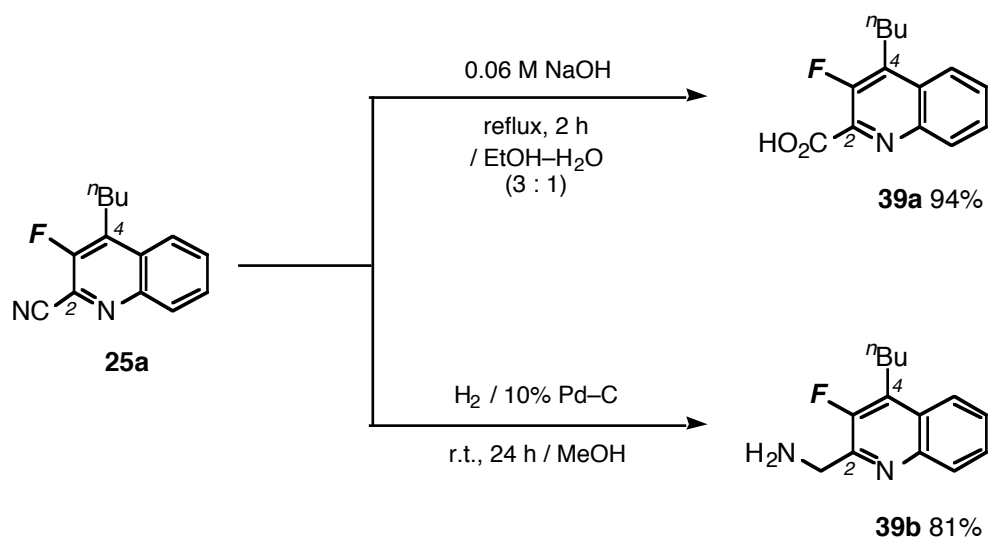 nBu
4
F
NC
2
N
25a
0.06 M NaOH
reflux, 2 h
/ EtOH–H2O
(3 : 1)
nBu
4
F
HO2C
2
N
39a 94%
H2 / 10% Pd–C
r.t., 24 h / MeOH
nBu
4
F
H2N
2
N
39b 81%